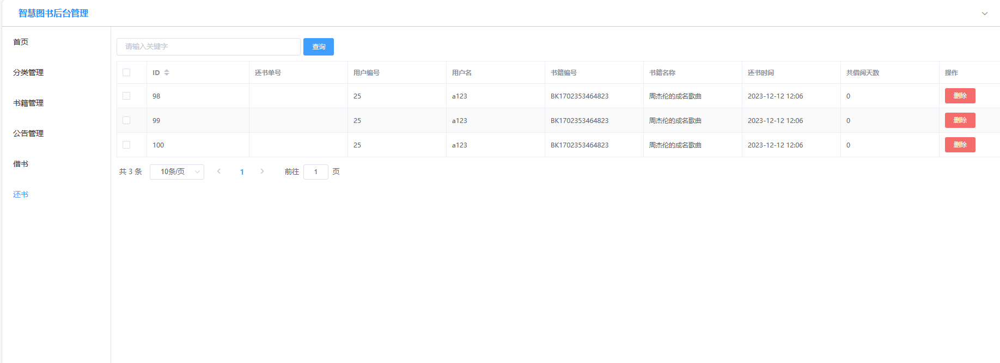 智慧图书后台管理
首页
分类管理
书籍管理
公告管理
借书
还书
请输入关键字 查询
ID 还书单号 用户编号 用户名 书籍编号 书籍名称 还书时间 共借阅天数 操作
98 25 a123 BK1702353464823 周杰伦的成名歌曲 2023-12-12 12:06 0 删除
99 25 a123 BK1702353464823 周杰伦的成名歌曲 2023-12-12 12:06 0 删除
100 25 a123 BK1702353464823 周杰伦的成名歌曲 2023-12-12 12:06 0 删除
共 3 条 10条/页 1 前往 1 页